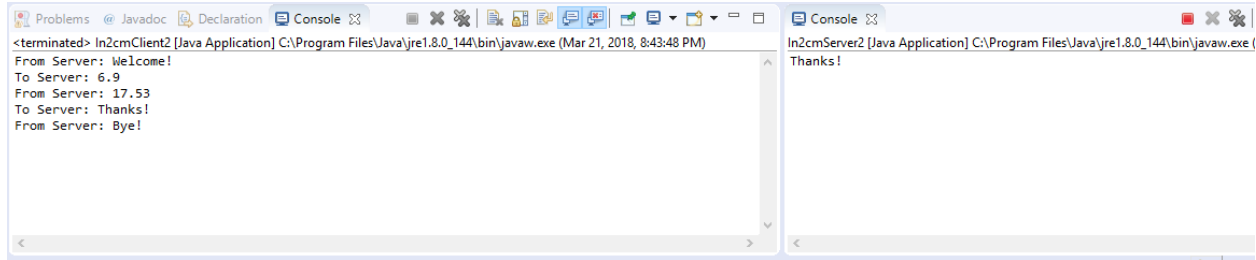 Problems @ Javadoc Declaration Console
<terminated> In2cmClient2 [Java Application] C:\Program Files\Java\jre1.8.0_144\bin\javaw.exe (Mar 21, 2018, 8:43:48 PM)
From Server: Welcome!
To Server: 6.9
From Server: 17.53
To Server: Thanks!
From Server: Bye!
Console
In2cmServer2 [Java Application] C:\Program Files\Java\jre1.8.0_144\bin\javaw.exe (
Thanks!